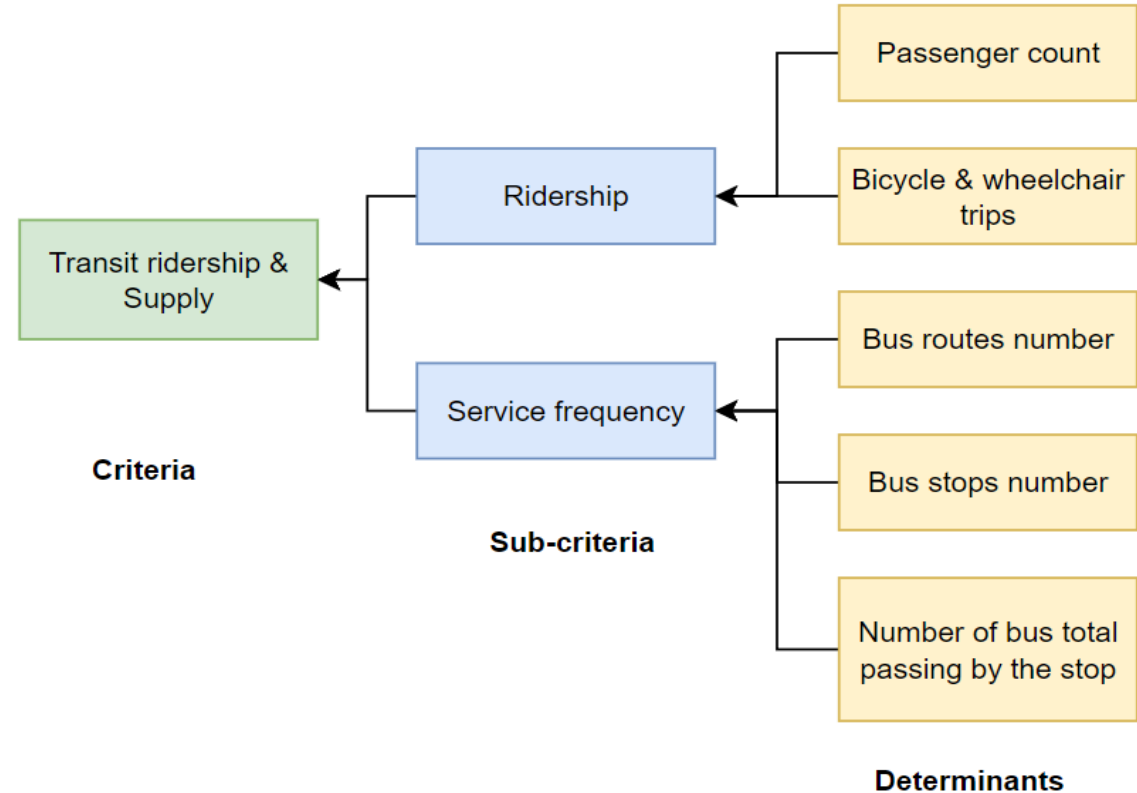 Passenger count
Bicycle & wheelchair
trips
Ridership
Transit ridership &
Supply
Bus routes number
Service frequency
Criteria
Bus stops number
Sub-criteria
Number of bus total
passing by the stop
Determinants